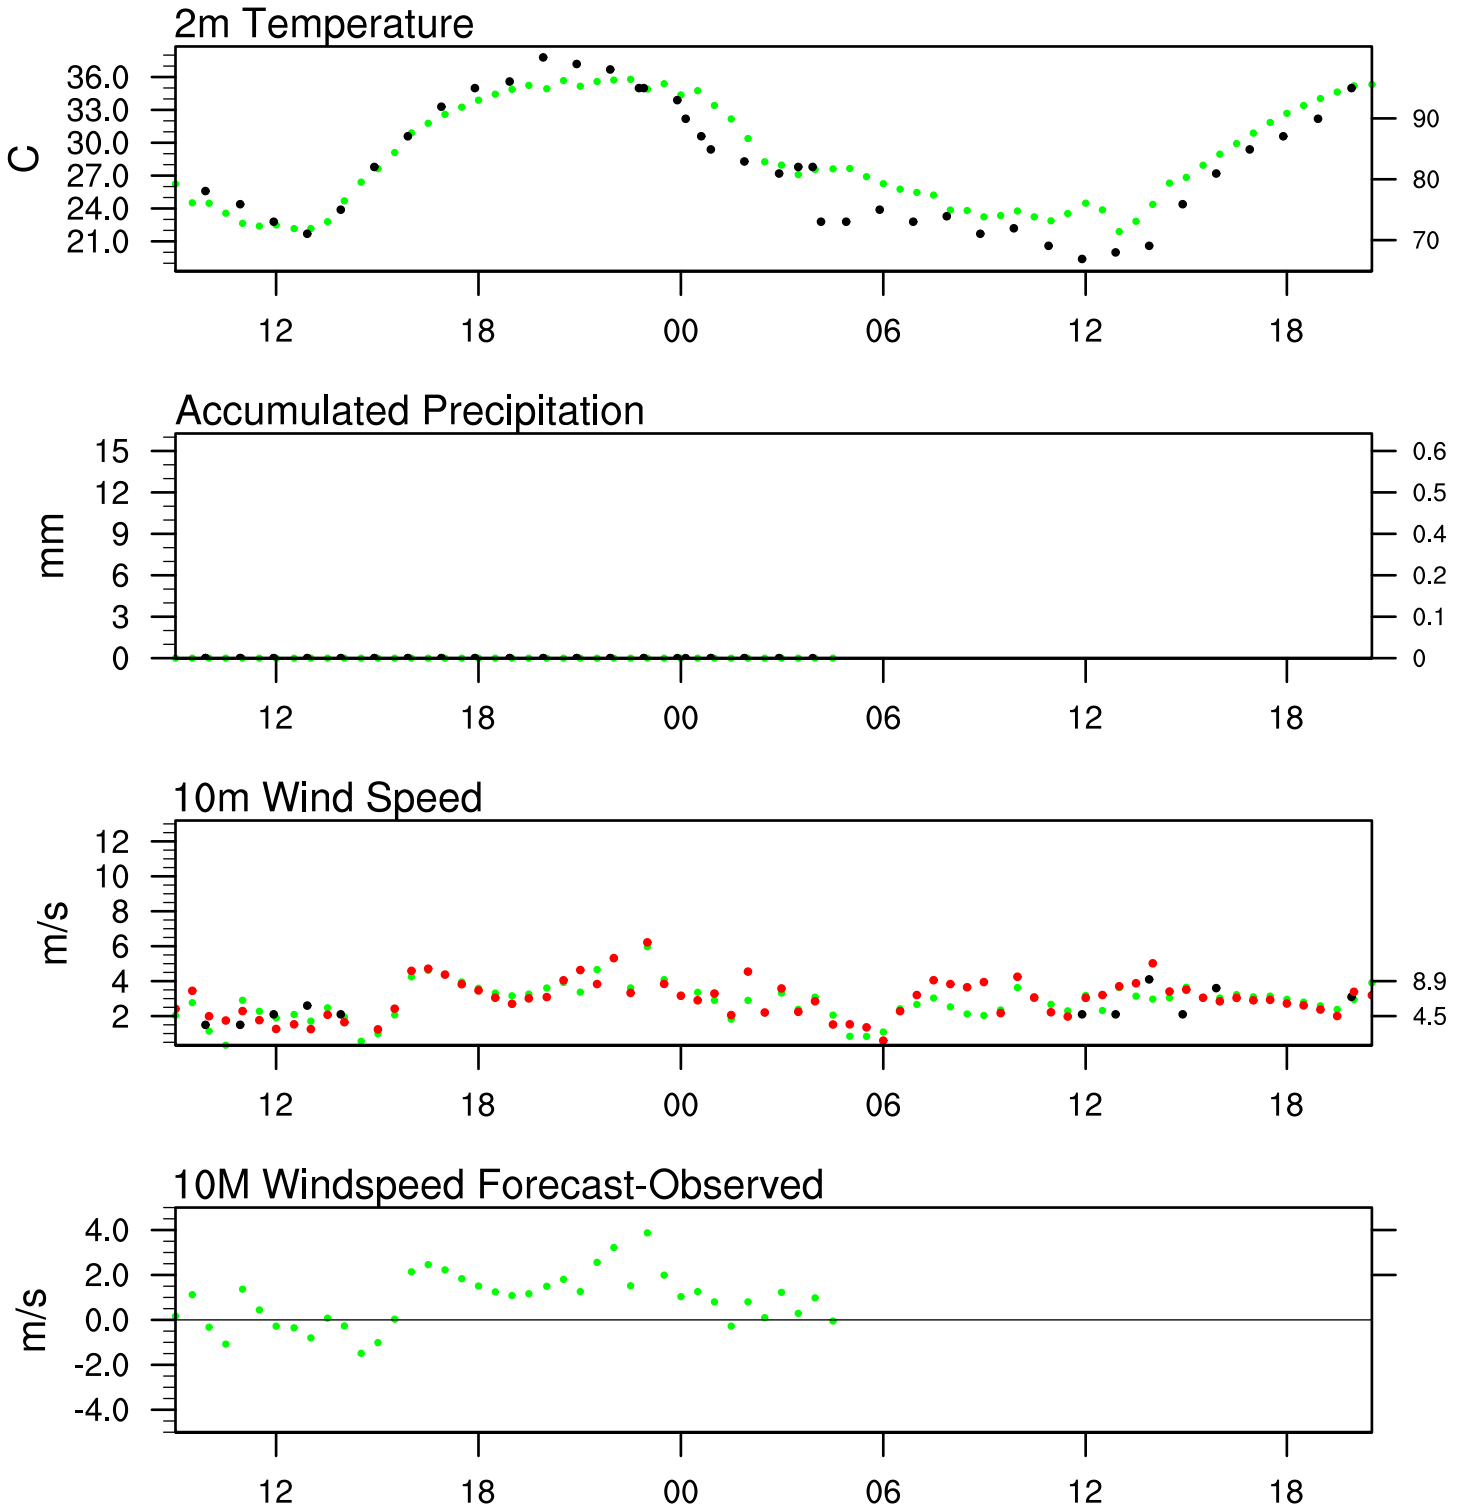 2m Temperature
36.0
33.0
30.0
27.0
24.0
21.0
C
90
80
70
12 18 00 06 12 18
Accumulated Precipitation
15
12
9
6
3
0
mm
0.6
0.5
0.4
0.2
0.1
0
12 18 00 06 12 18
10m Wind Speed
12
10
8
6
4
2
m/s
8.9
4.5
12 18 00 06 12 18
10M Windspeed Forecast-Observed
4.0
2.0
0.0
-2.0
-4.0
m/s
12 18 00 06 12 18